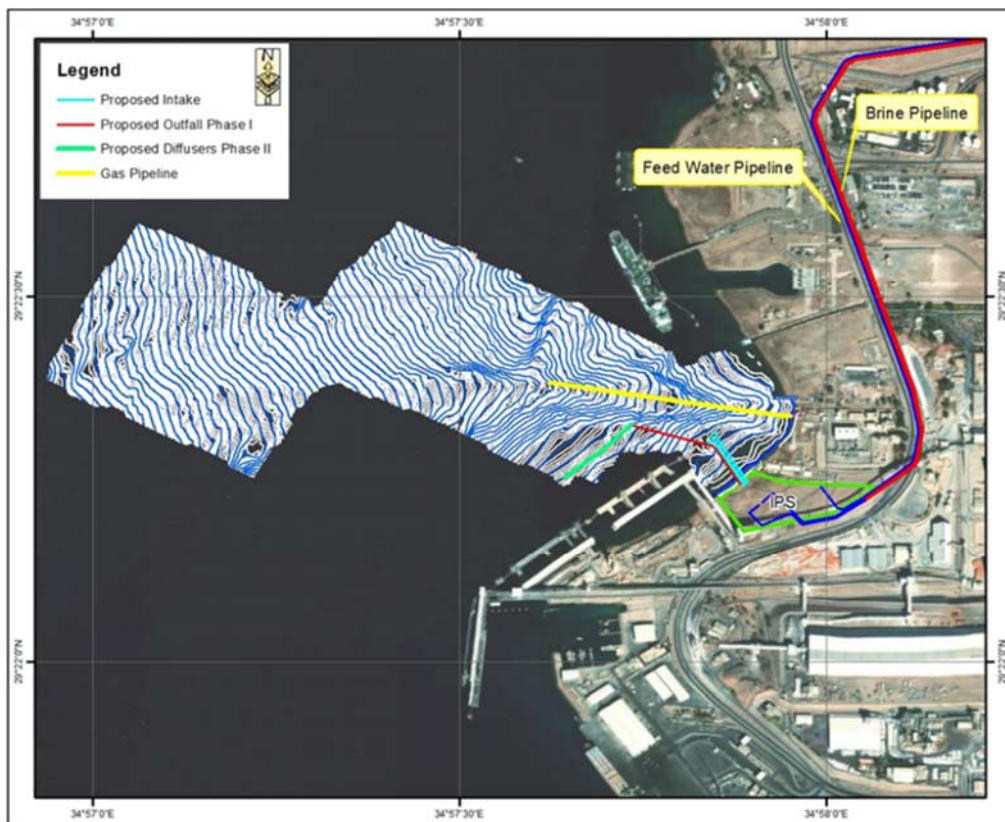 34°57'0"E
34°57'30"E
34°58'0"E
Legend
N
Proposed Intake
Proposed Outfall Phase I
Proposed Diffusers Phase II
Gas Pipeline
Brine Pipeline
Feed Water Pipeline
29°22'30"N
29°22'30"N
IPS
29°22'0"N
29°22'0"N
34°57'0"E
34°57'30"E
34°58'0"E